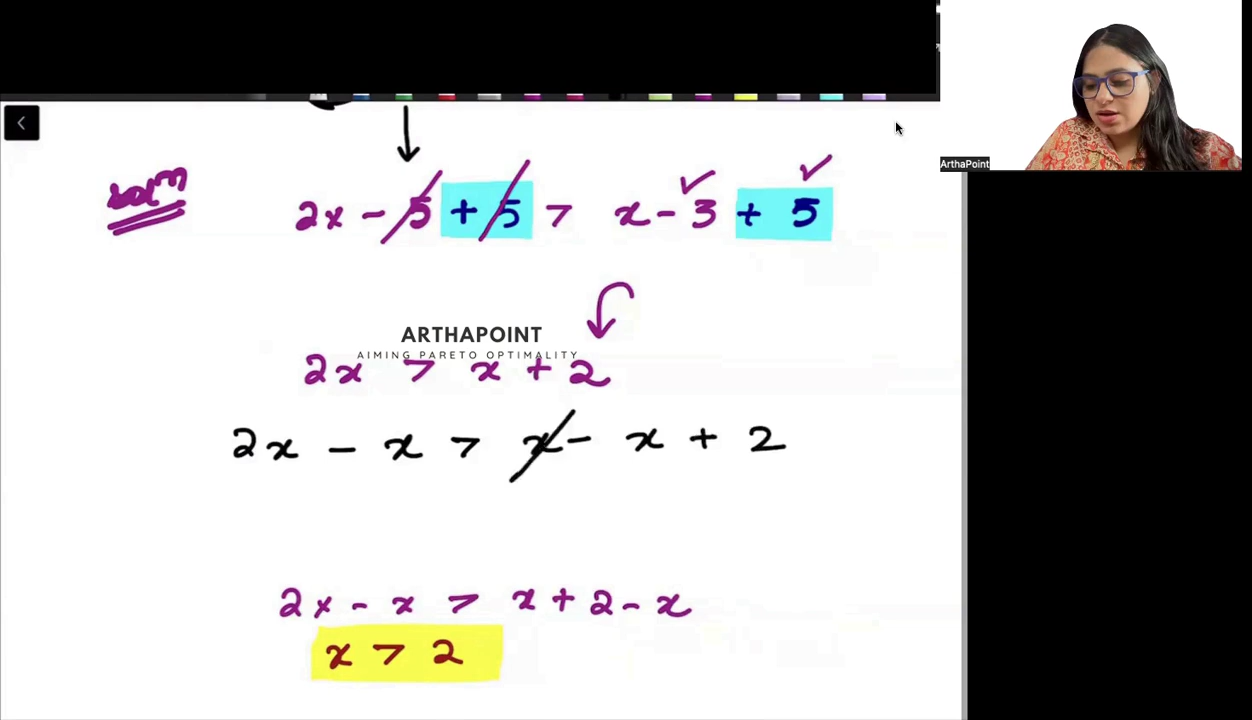 ArthaPoint
Soln
2x - 5 + 5 > x - 3 + 5
ARTHAPOINT
AIMING PARETO OPTIMALITY
2x > x + 2
2x - x > x - x + 2
2x - x > x + 2 - x
x > 2